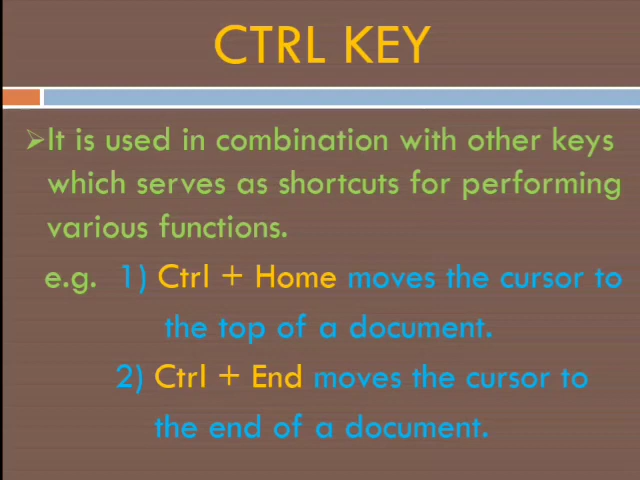 CTRL KEY
➢It is used in combination with other keys
which serves as shortcuts for performing
various functions.
e.g. 1) Ctrl + Home moves the cursor to
the top of a document.
2) Ctrl + End moves the cursor to
the end of a document.